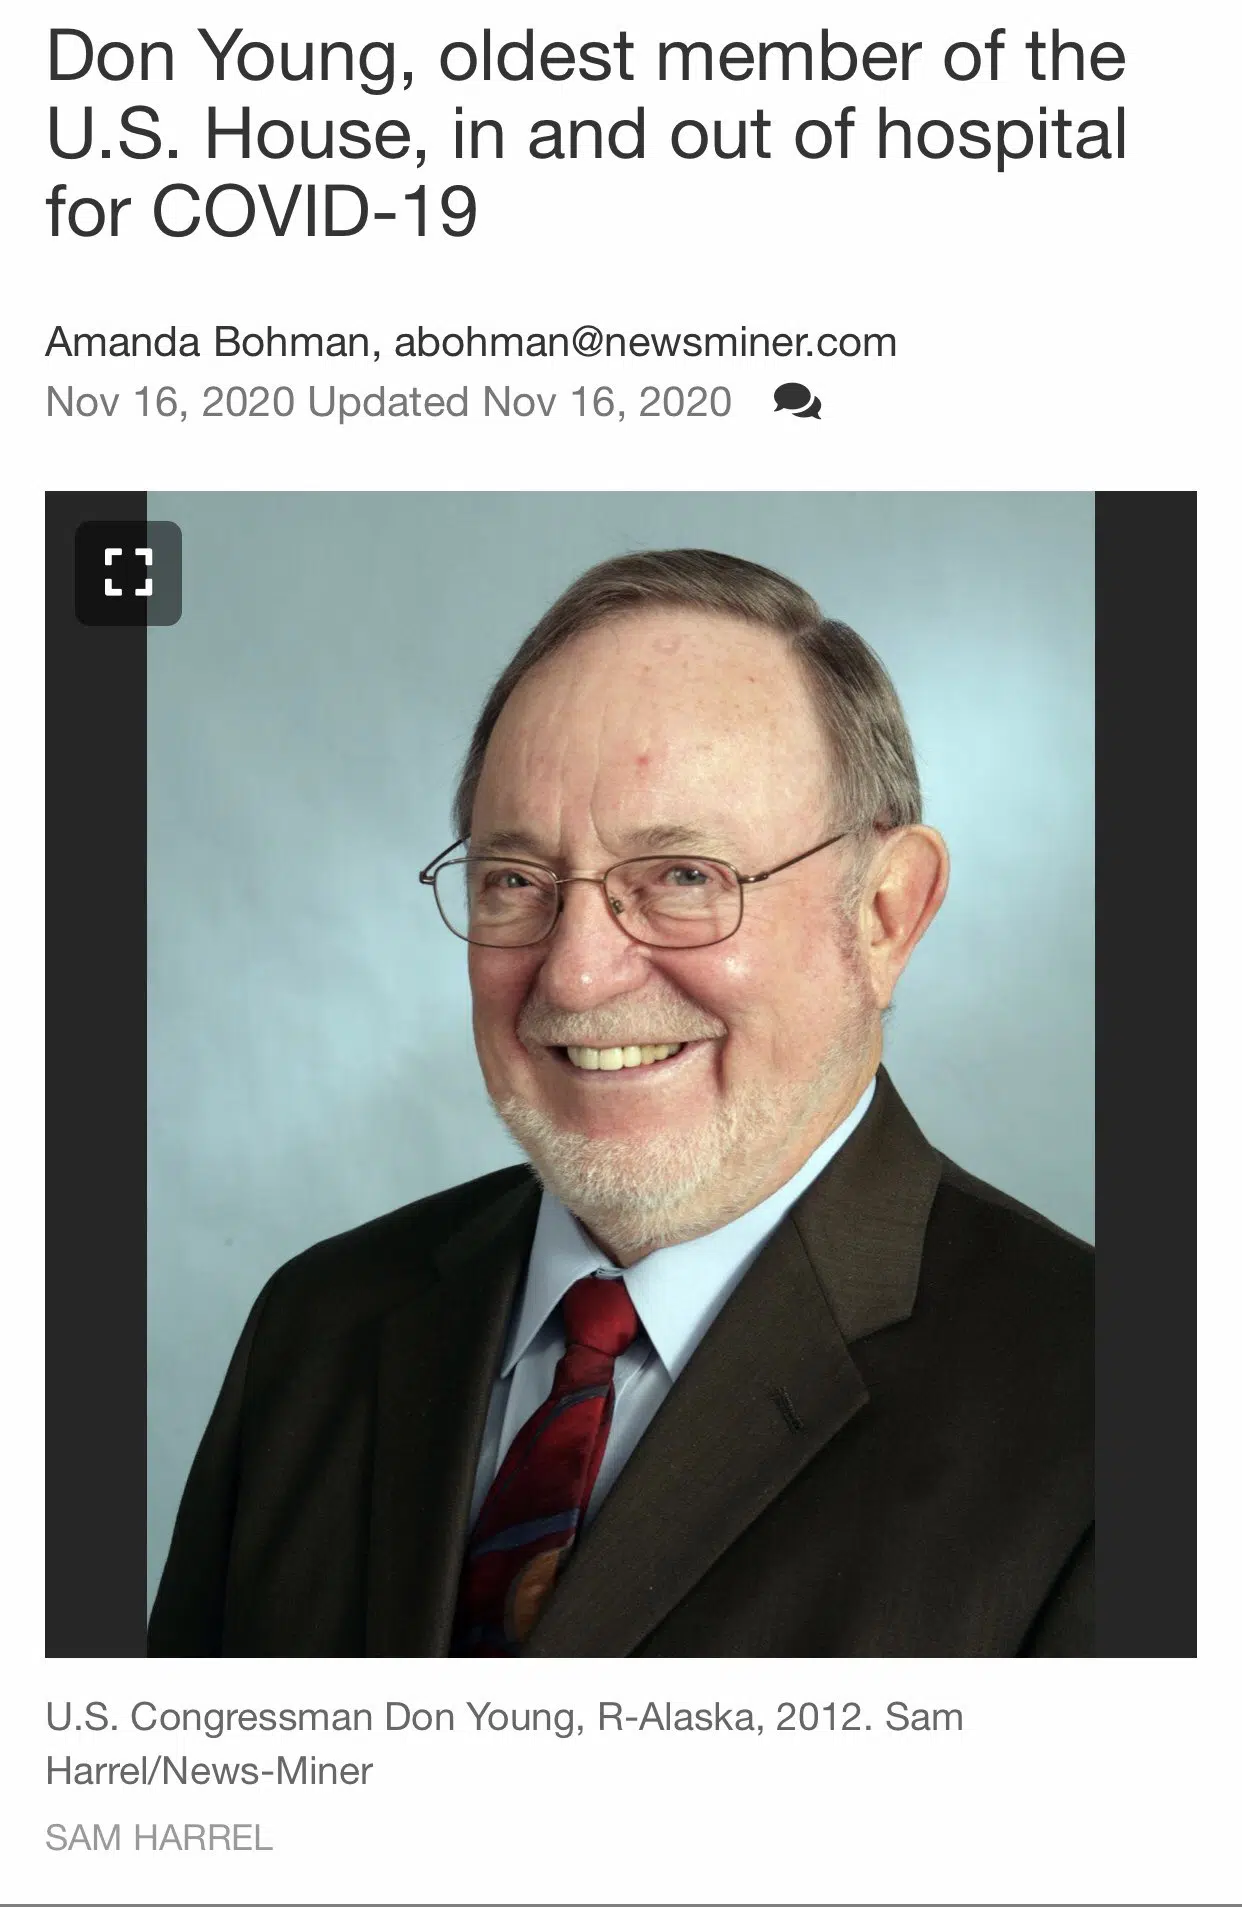 Don Young, oldest member of the
U.S. House, in and out of hospital
for COVID-19
Amanda Bohman, abohman@newsminer.com
Nov 16, 2020 Updated Nov 16, 2020
U.S. Congressman Don Young, R-Alaska, 2012. Sam
Harrel/News-Miner
SAM HARREL